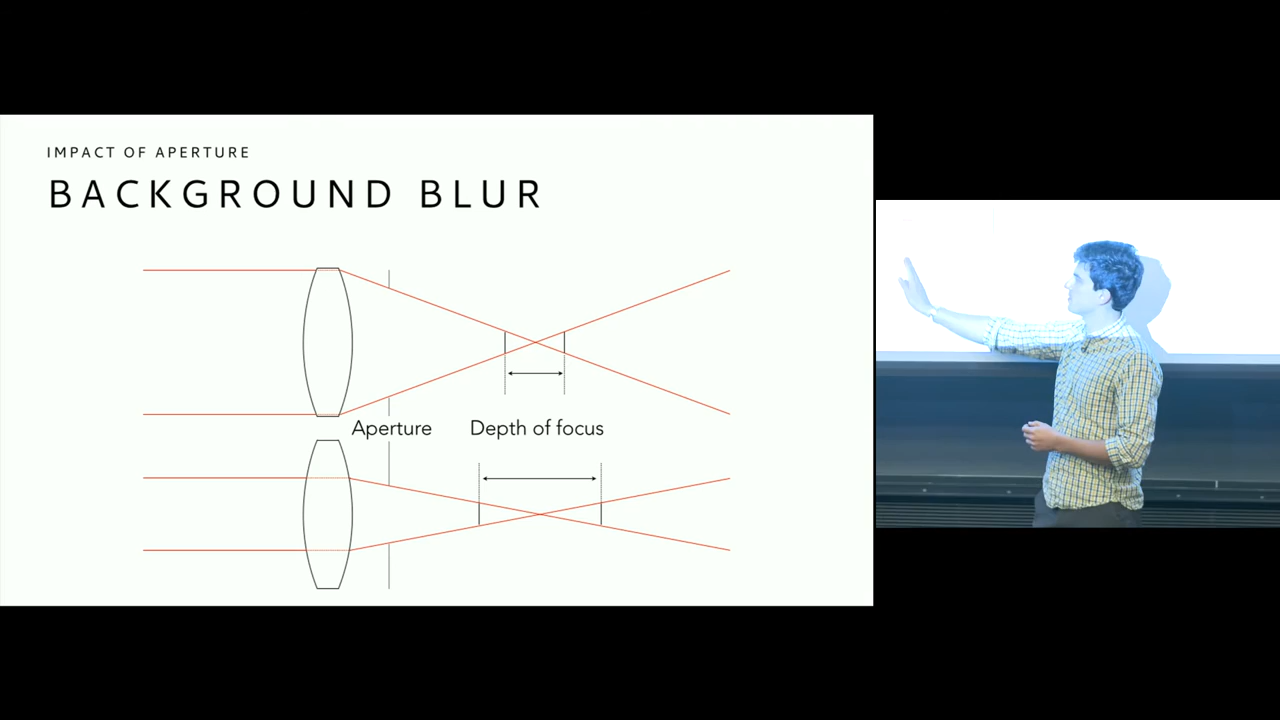 IMPACT OF APERTURE
BACKGROUND BLUR
Aperture
Depth of focus